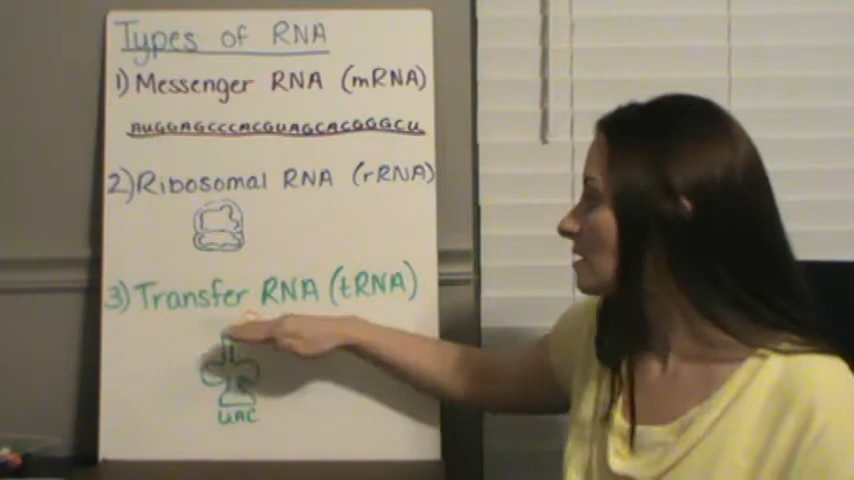 Types of RNA
1) Messenger RNA (mRNA)
AUGGAGCCCACGUAGCACGGGCU
2) Ribosomal RNA (rRNA)
3) Transfer RNA (tRNA)
UAC